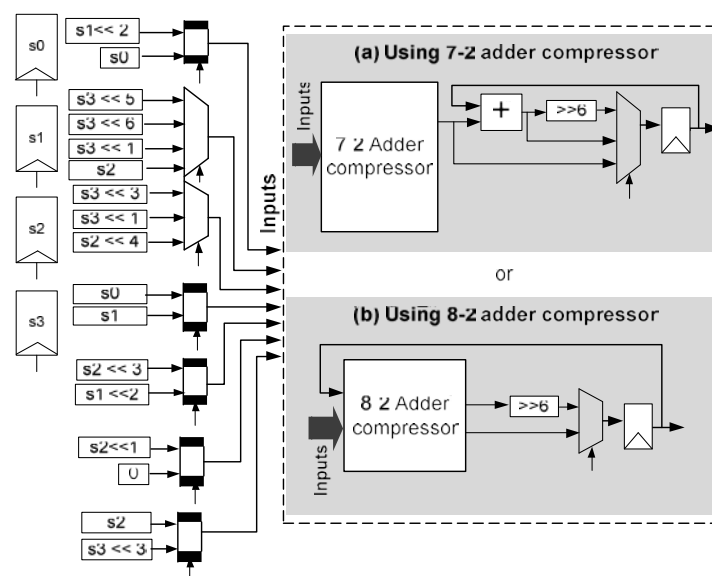 s0
s1
s2
s3
s1<< 2
s0
s3 << 5
s3 << 6
s3 << 1
s2
s3 << 3
s3 << 1
s2 << 4
s0
s1
s2 << 3
s1 <<2
s2<<1
0
s2
s3 << 3
Inputs
(a) Using 7-2 adder compressor
Inputs
7 2 Adder
compressor
+
>>6
or
(b) Using 8-2 adder compressor
Inputs
8 2 Adder
compressor
>>6